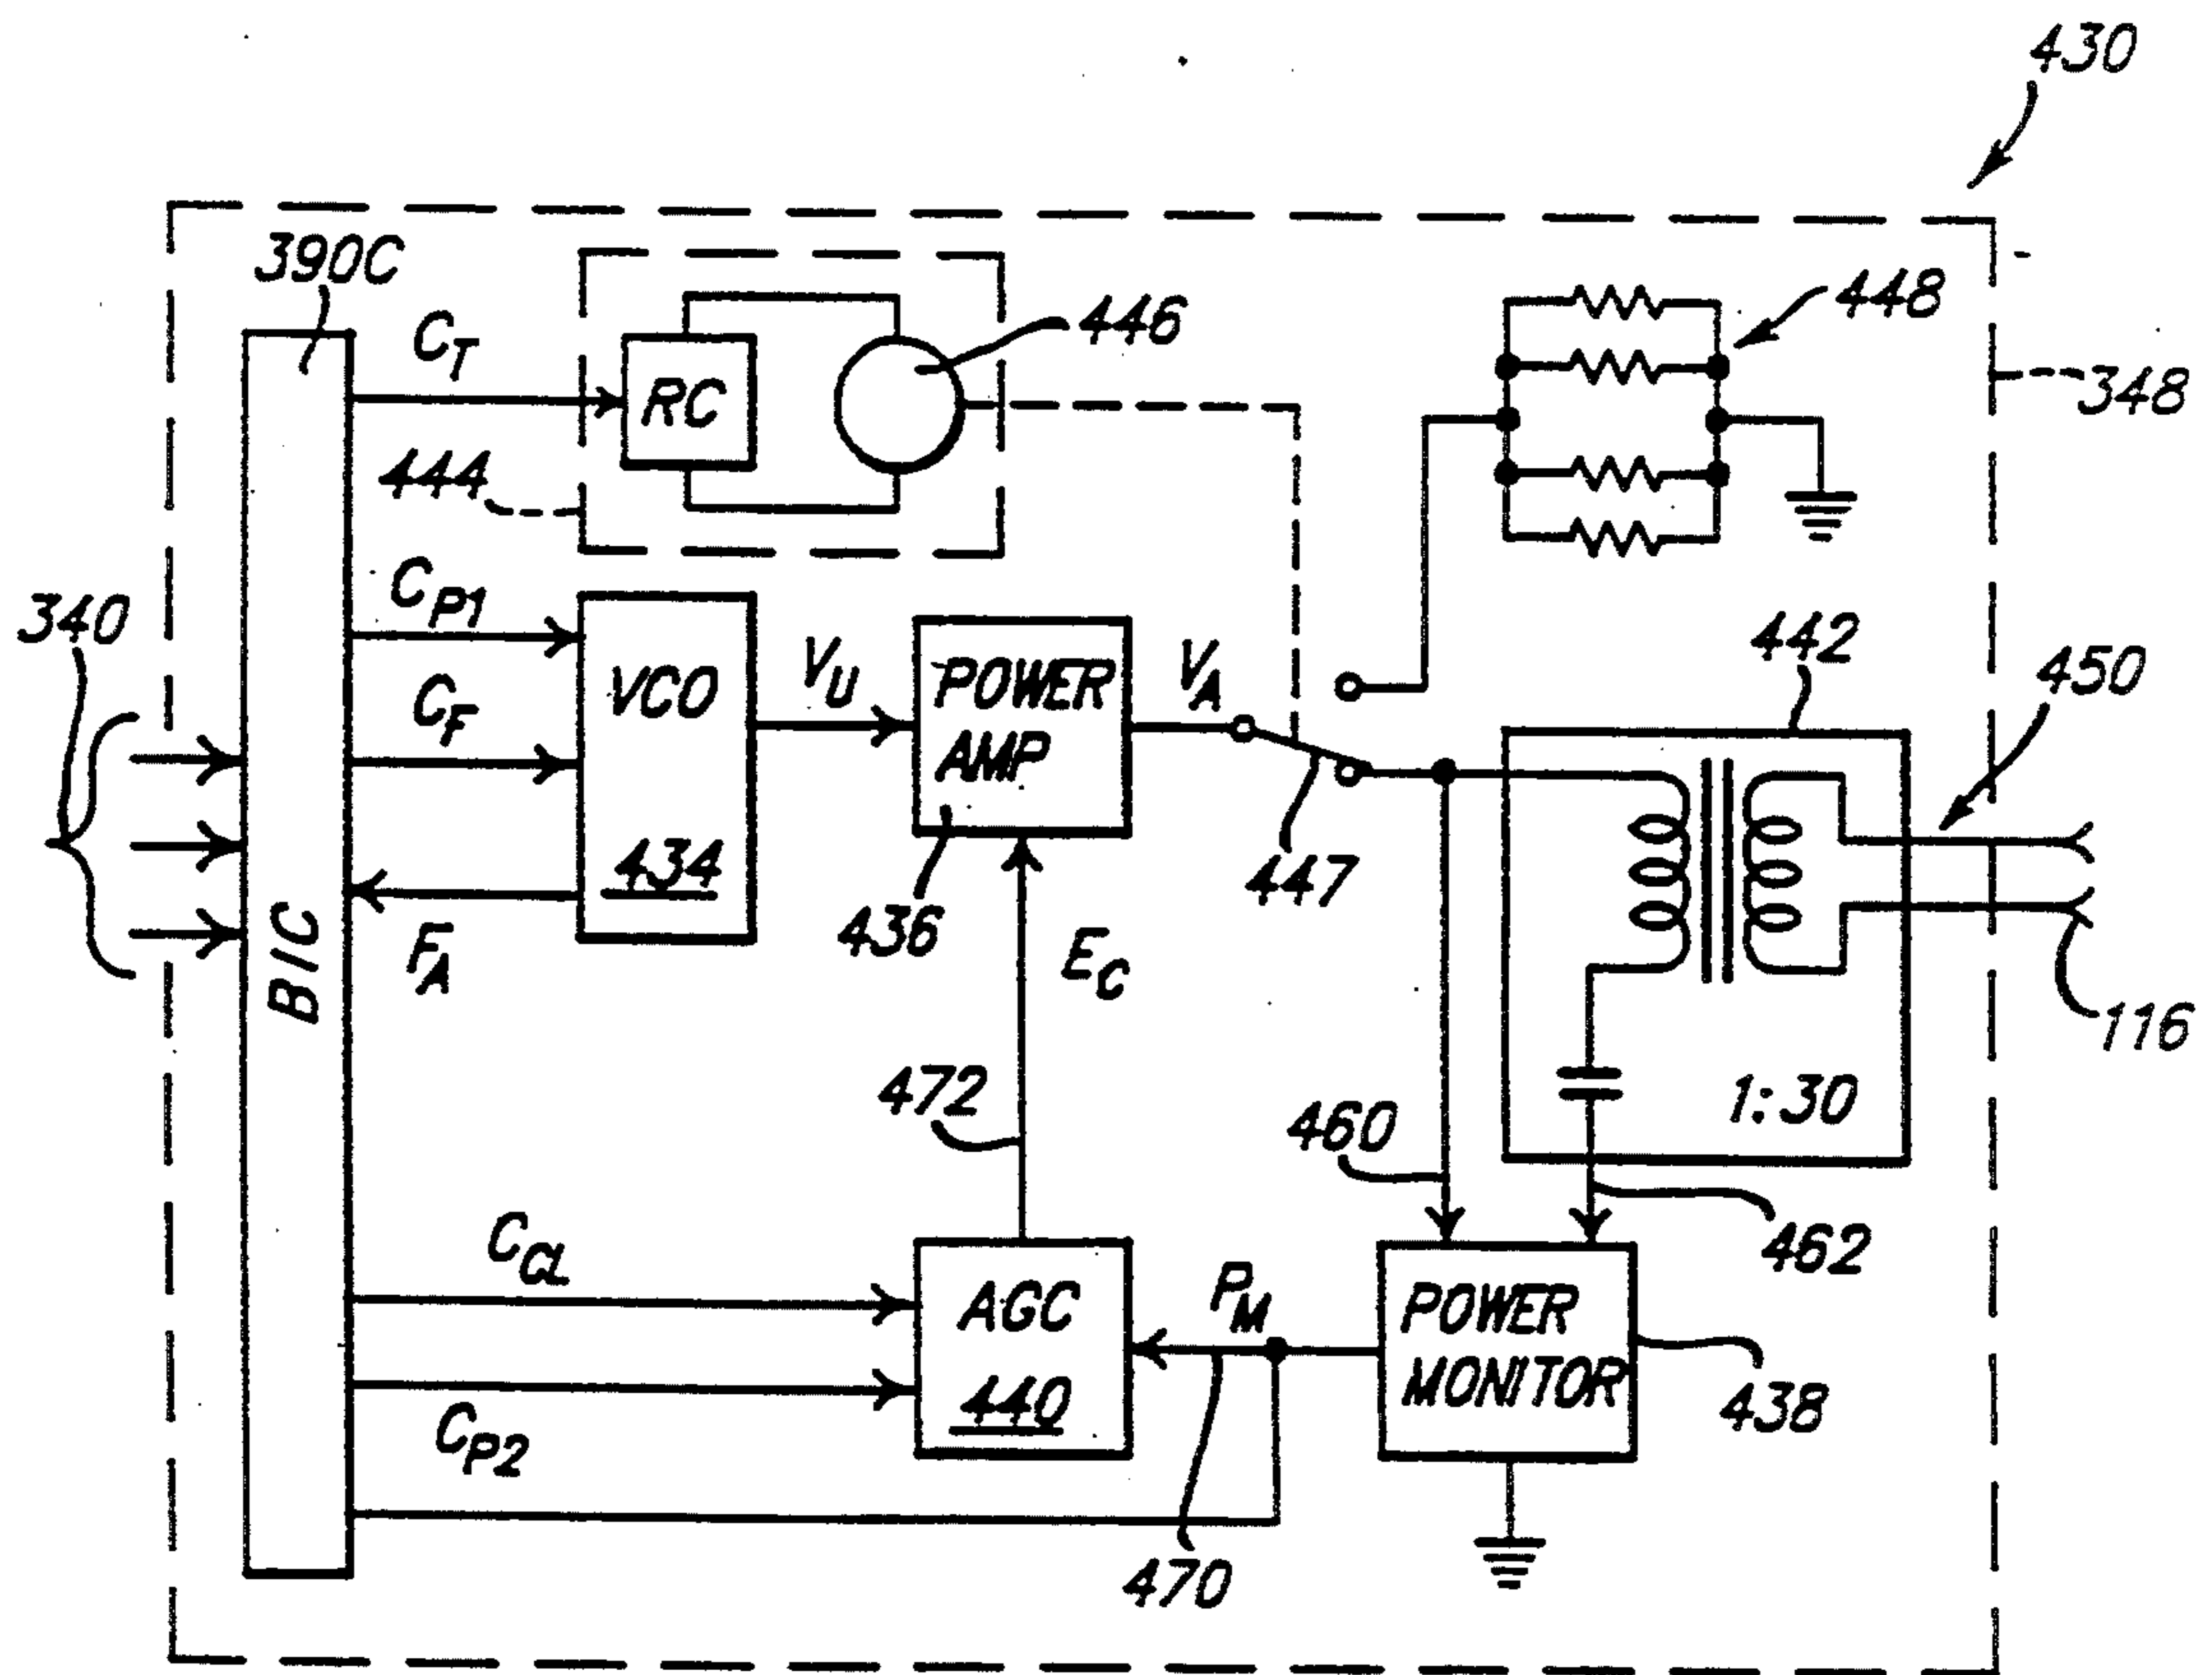 430
390C
C_T
RC
446
448
348
444
340
C_P1
C_F
F_A
VCO
434
V_U
POWER
AMP
436
V_A
447
442
450
116
1:30
BIC
E_C
472
460
462
C_CL
C_P2
AGC
440
P_M
470
POWER
MONITOR
438